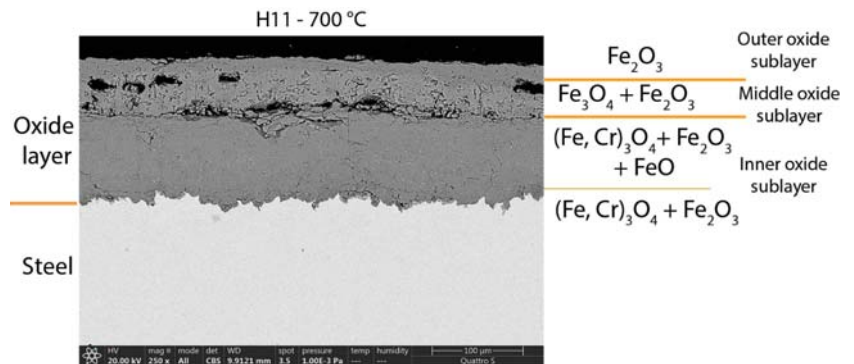 H11 - 700 °C
Oxide
layer
Steel
Fe₂O₃
Outer oxide
sublayer
Fe₃O₄ + Fe₂O₃
Middle oxide
sublayer
(Fe, Cr)₃O₄+ Fe₂O₃
+ FeO
Inner oxide
sublayer
(Fe, Cr)₃O₄ + Fe₂O₃
HV mag ⊞ mode det WD spot pressure temp humidity
20.00 kV 250 x All CBS 9.9121 mm 3.5 1.00E-3 Pa --- ---
100 µm
Quattro S